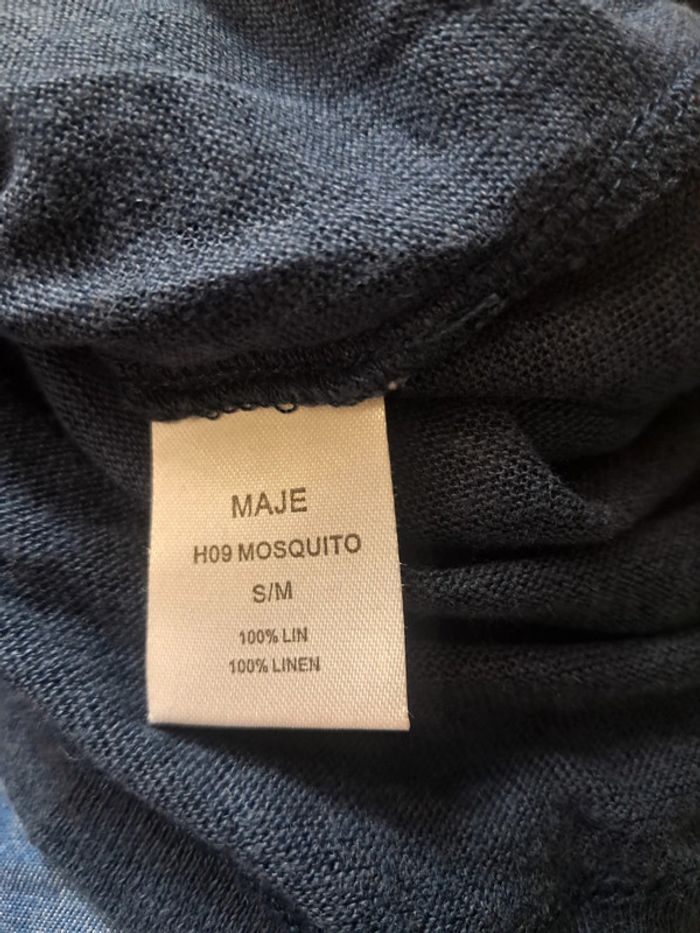 MAJE
H09 MOSQUITO
S/M
100% LIN
100% LINEN